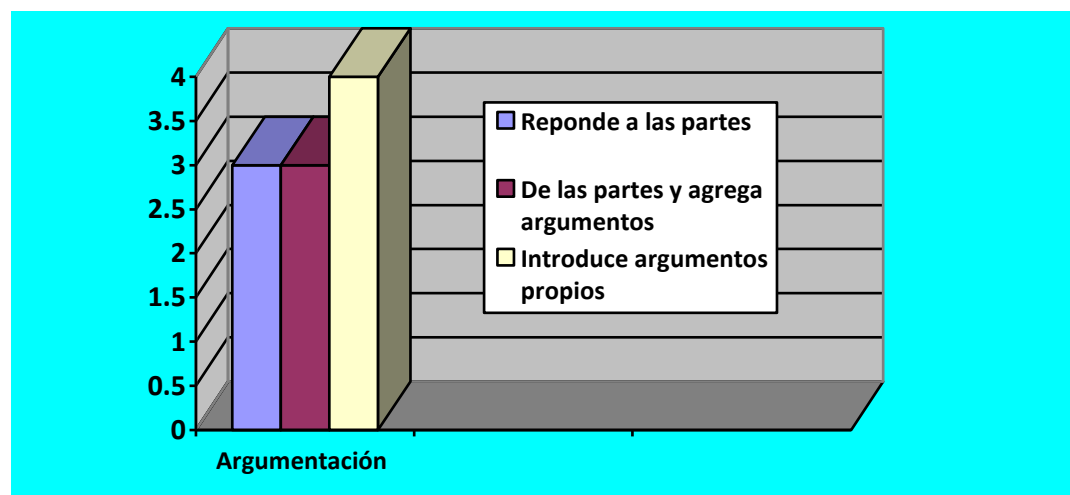 4
3.5
3
2.5
2
1.5
1
0.5
0
Argumentación
Reponde a las partes
De las partes y agrega
argumentos
Introduce argumentos
propios